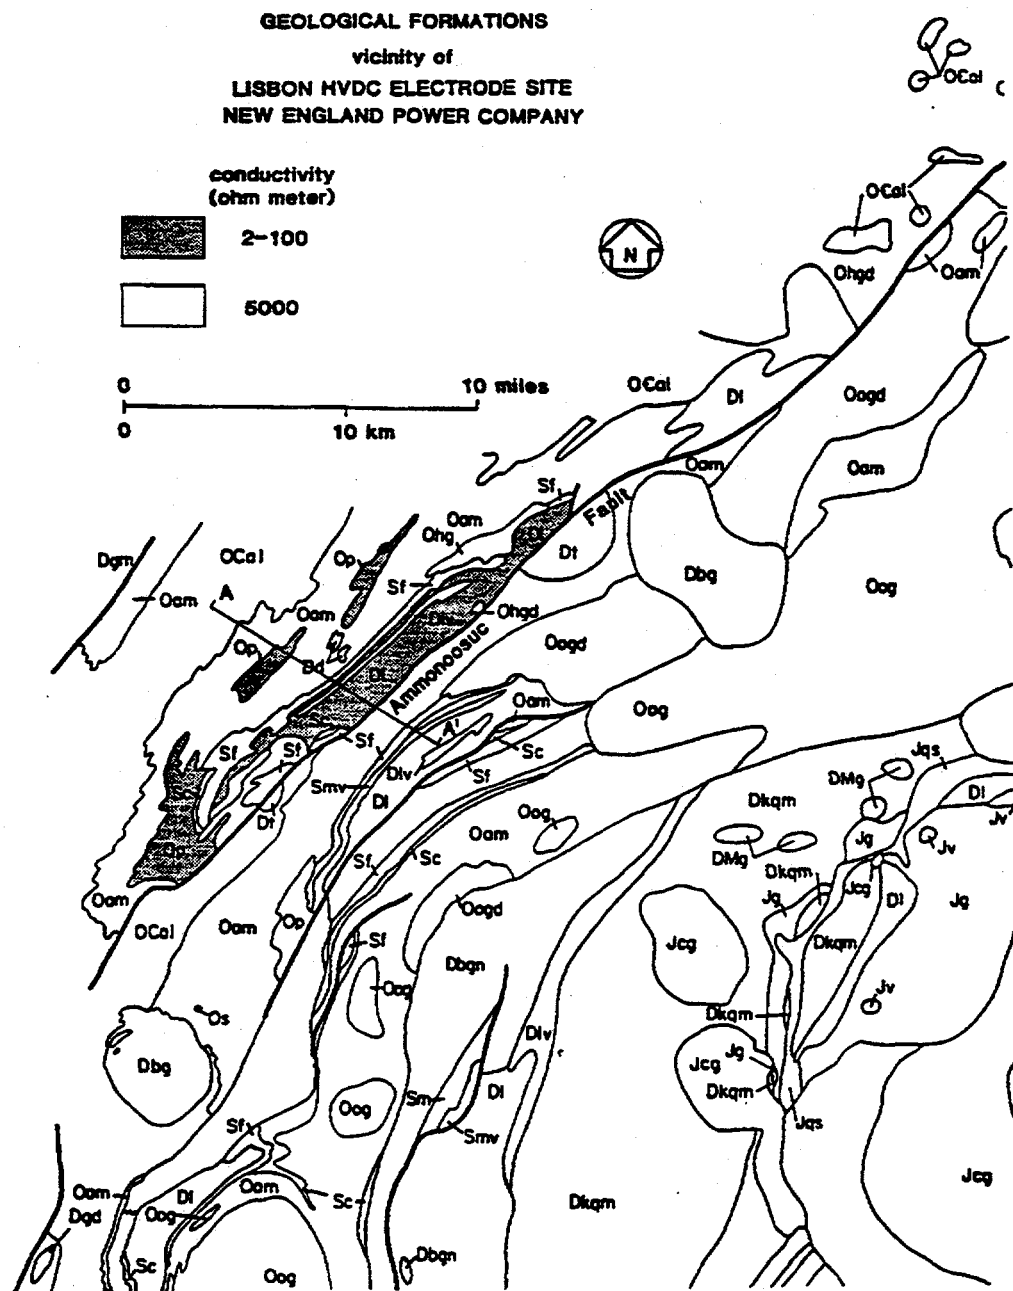 GEOLOGICAL FORMATIONS
vicinity of
LISBON HVDC ELECTRODE SITE
NEW ENGLAND POWER COMPANY
conductivity
(ohm meter)
2-100
5000
N
0 10 miles
0 10 km
OЄal
OЄal
Oam
Ohgd
OЄal
Dl
Oogd
Oam
Oam
Sf
Fault
Oam
Ohg
Dl
Dt
Dbg
Oog
Dgm
OCal
Op
Sf
Oam
A
Oam
Ohgd
Op
Dd
Dl
Ammonoosuc
Oogd
Oam
Oog
Sf
Sf
Sf
A'
Sc
Smv
Dlv
Sf
Dl
Jqs
DMg
Dl
Dkqm
Jv
Dt
Oog
Oam
Jg
Jv
DMg
Sf
Sc
Dkqm
Jcg
Dl
Jg
Jg
Oam
OCal
Oam
Op
Oogd
Sf
Dbgn
Jcg
Dkqm
Oog
Jv
Os
Dkqm
Dlv
Dbg
Jg
Jcg
Dkqm
Oog
Sm
Dl
Sf
Smv
Jqs
Oam
Dl
Oam
Sc
Dkqm
Jcg
Dgd
Oog
Sc
Oog
Dbgn